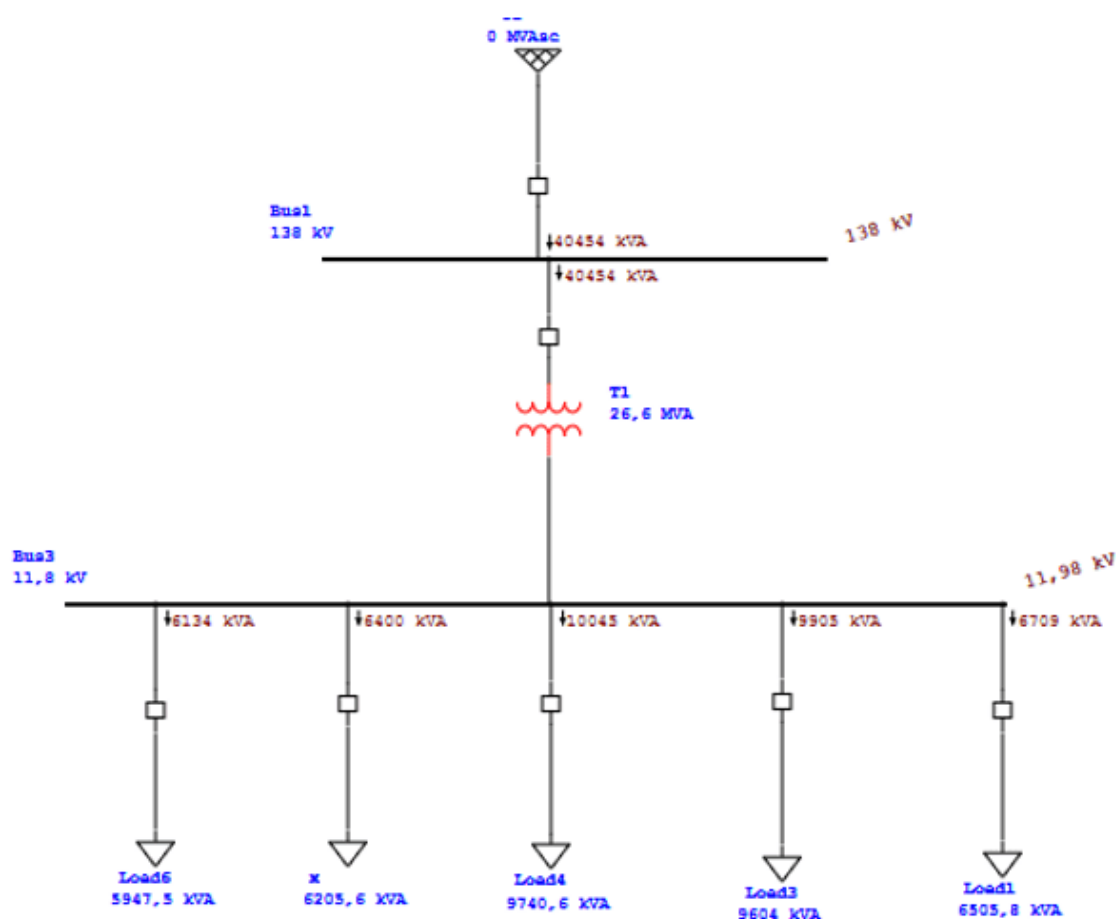 0 MVAsc
Bus1
138 kV
40454 kVA
138 kV
40454 kVA
T1
26,6 MVA
Bus3
11,8 kV
11,98 kV
6134 kVA
6400 kVA
10045 kVA
9905 kVA
6709 kVA
Load6
5947,5 kVA
x
6205,6 kVA
Load4
9740,6 kVA
Load3
9604 kVA
Load1
6505,8 kVA